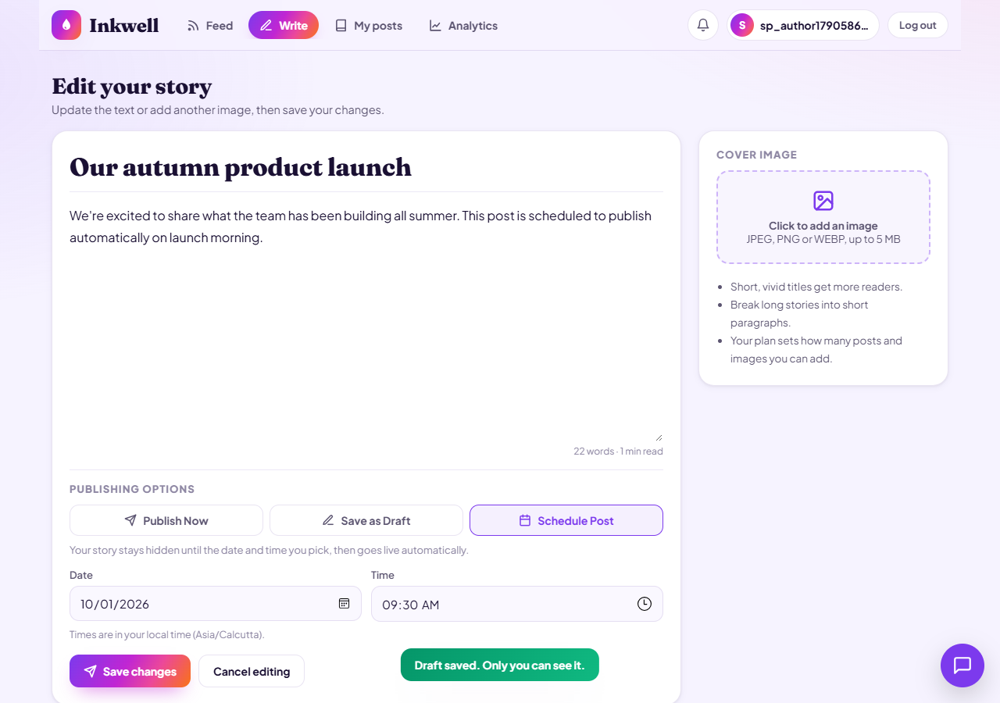 Inkwell
Feed
Write
My posts
Analytics
S
sp_author1790586...
Log out
Edit your story
Update the text or add another image, then save your changes.
Our autumn product launch
We're excited to share what the team has been building all summer. This post is scheduled to publish
automatically on launch morning.
22 words · 1 min read
PUBLISHING OPTIONS
Publish Now
Save as Draft
Schedule Post
Your story stays hidden until the date and time you pick, then goes live automatically.
Date
Time
10/01/2026
09:30 AM
Times are in your local time (Asia/Calcutta).
Save changes
Cancel editing
Draft saved. Only you can see it.
COVER IMAGE
Click to add an image
JPEG, PNG or WEBP, up to 5 MB
Short, vivid titles get more readers.
Break long stories into short
paragraphs.
Your plan sets how many posts and
images you can add.